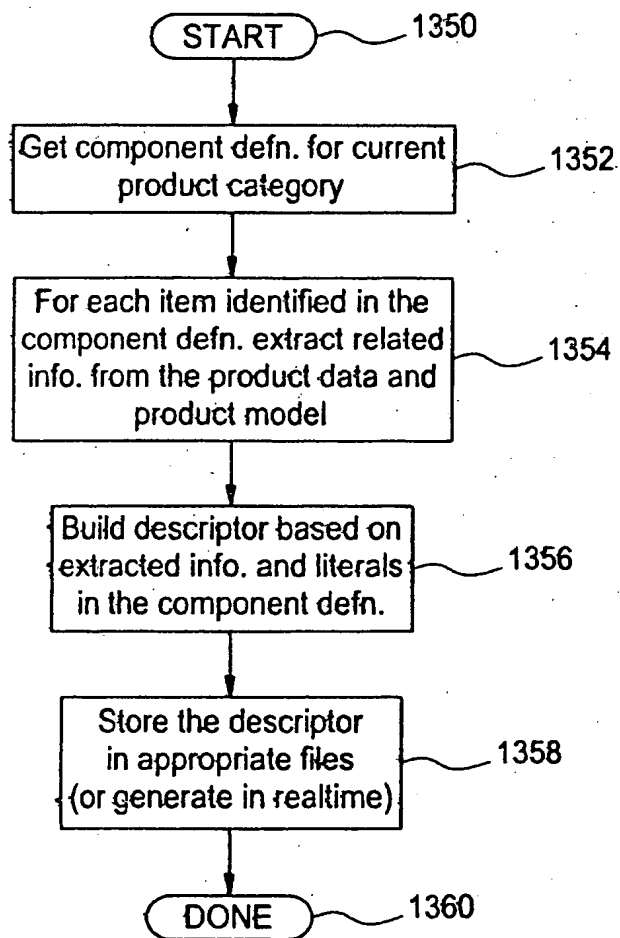 START
1350
Get component defn. for current
product category
1352
For each item identified in the
component defn. extract related
info. from the product data and
product model
1354
Build descriptor based on
extracted info. and literals
in the component defn.
1356
Store the descriptor
in appropriate files
(or generate in realtime)
1358
DONE
1360